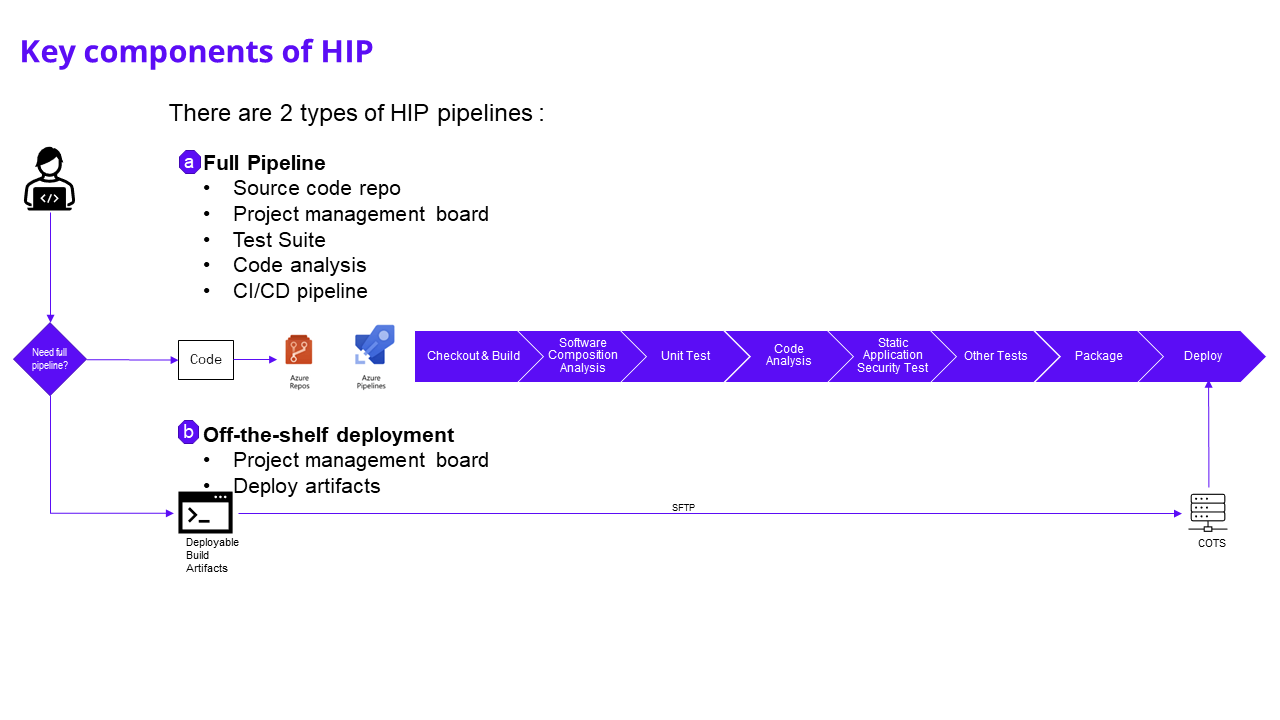 Key components of HIP
There are 2 types of HIP pipelines :
a Full Pipeline
• Source code repo
• Project management board
• Test Suite
• Code analysis
• CI/CD pipeline
Need full
pipeline?
Code
Azure
Repos
Azure
Pipelines
Checkout & Build
Software
Composition
Analysis
Unit Test
Code
Analysis
Static
Application
Security Test
Other Tests
Package
Deploy
b Off-the-shelf deployment
• Project management board
• Deploy artifacts
SFTP
Deployable
Build
Artifacts
COTS